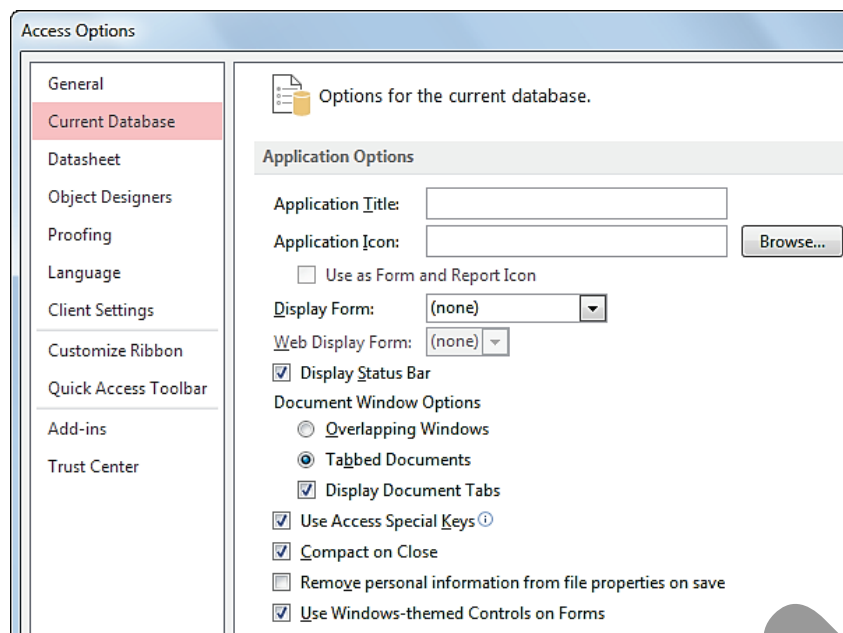 Access Options
General
Current Database
Datasheet
Object Designers
Proofing
Language
Client Settings
Customize Ribbon
Quick Access Toolbar
Add-ins
Trust Center
Options for the current database.
Application Options
Application Title:
Application Icon:
Browse...
Use as Form and Report Icon
Display Form: (none)
Web Display Form: (none)
Display Status Bar
Document Window Options
Overlapping Windows
Tabbed Documents
Display Document Tabs
Use Access Special Keys
Compact on Close
Remove personal information from file properties on save
Use Windows-themed Controls on Forms